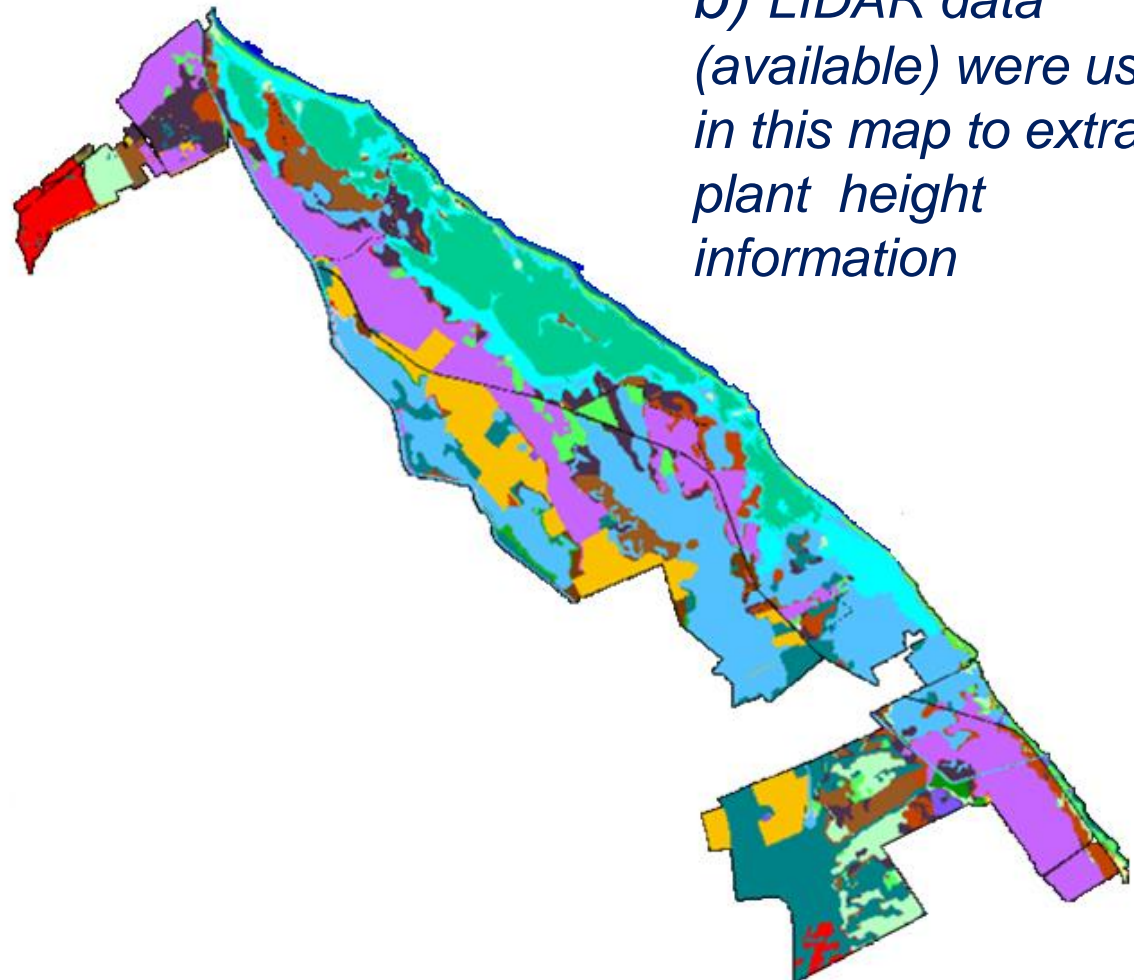 b) LIDAR data
(available) were us
in this map to extra
plant height
information